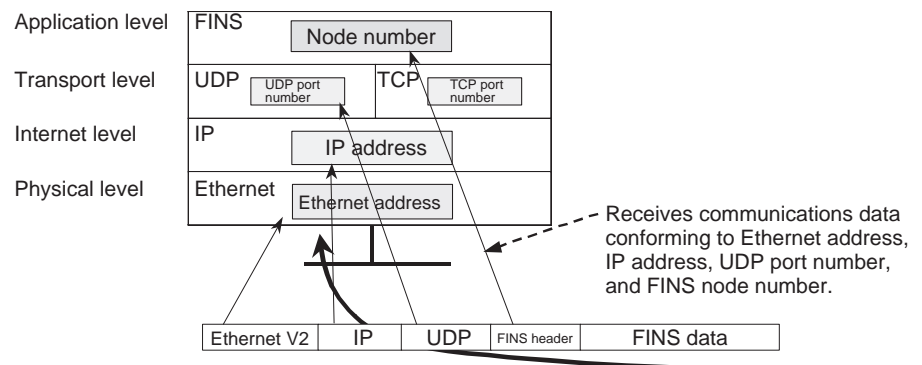 Application level
FINS
Node number
Transport level
UDP
UDP port
number
TCP
TCP port
number
Internet level
IP
IP address
Physical level
Ethernet
Ethernet address
Receives communications data
conforming to Ethernet address,
IP address, UDP port number,
and FINS node number.
Ethernet V2
IP
UDP
FINS header
FINS data